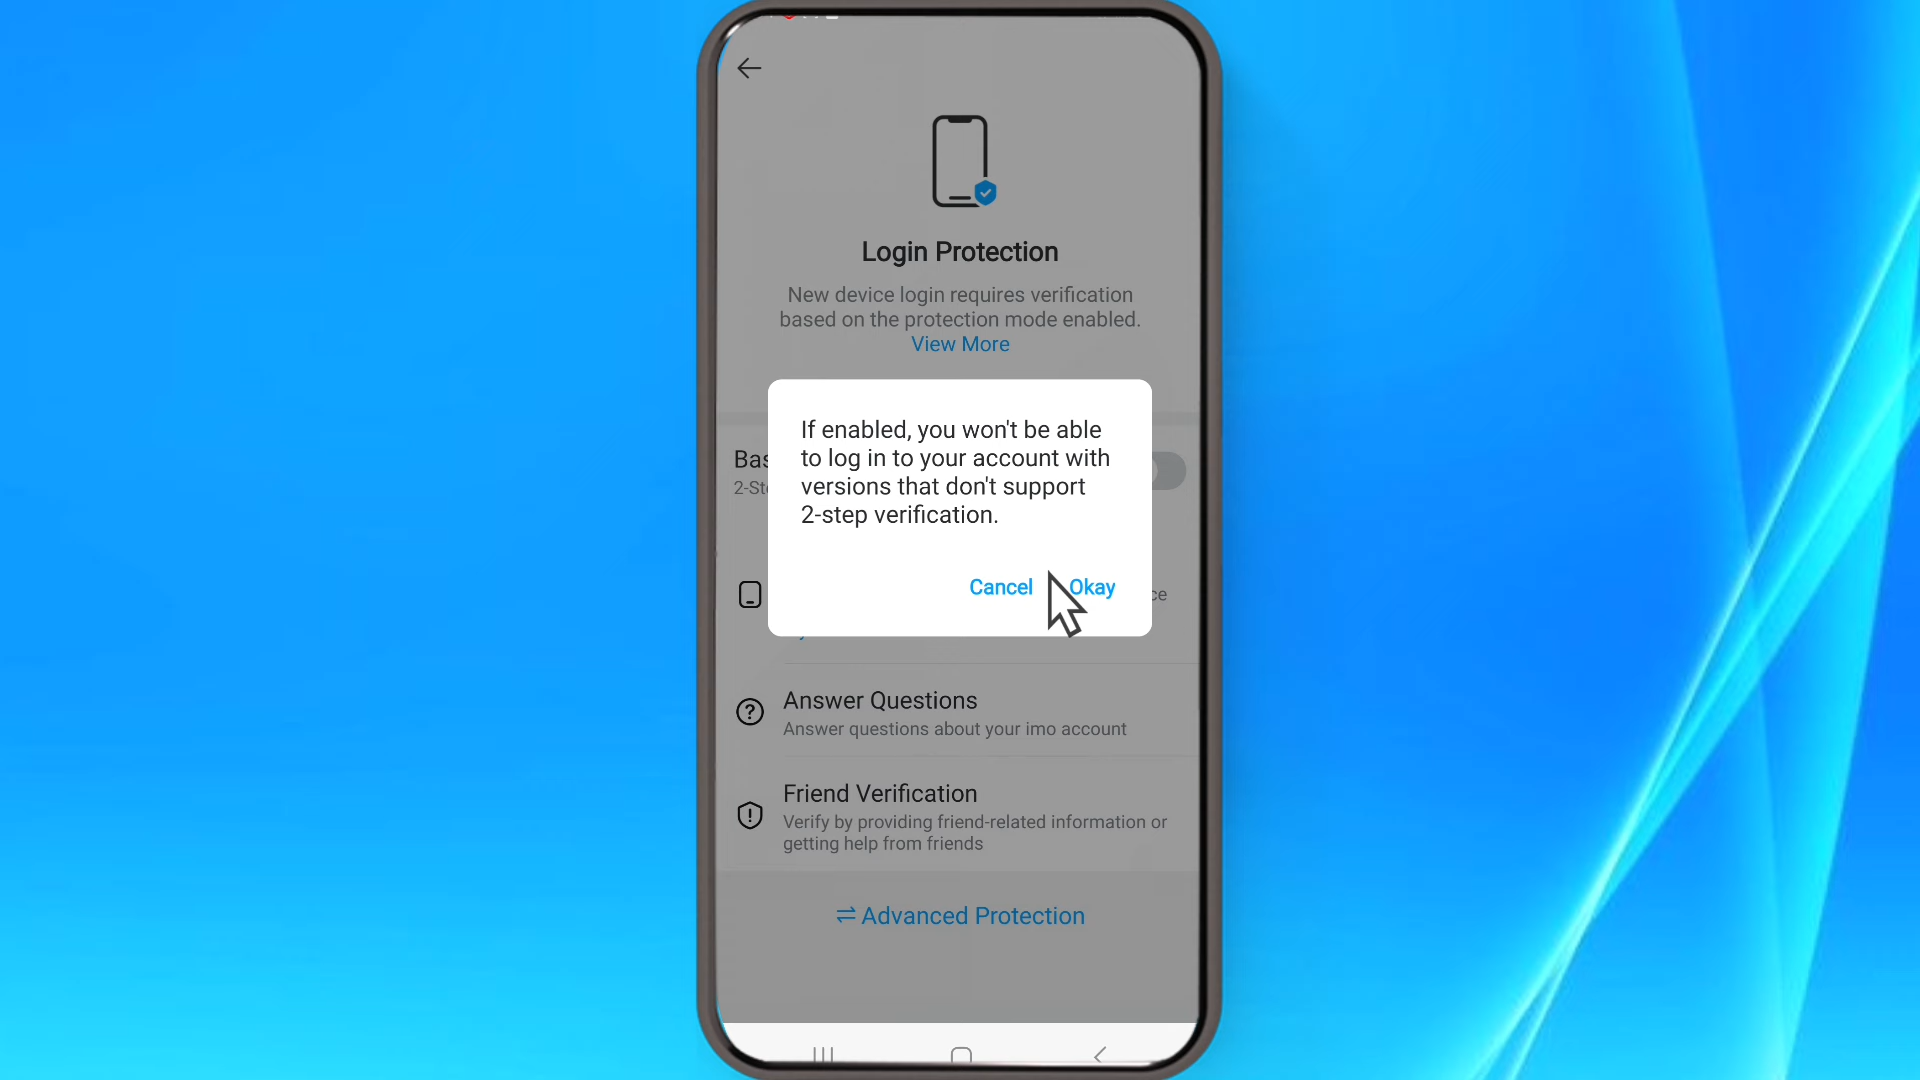 Login Protection
New device login requires verification
based on the protection mode enabled.
View More
If enabled, you won't be able
to log in to your account with
versions that don't support
2-step verification.
Cancel
Okay
Answer Questions
Answer questions about your imo account
Friend Verification
Verify by providing friend-related information or
getting help from friends
Advanced Protection